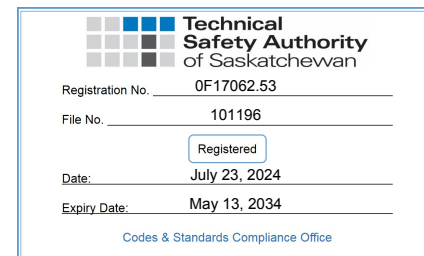 Technical
Safety Authority
of Saskatchewan
Registration No. 0F17062.53
File No. 101196
Registered
Date: July 23, 2024
Expiry Date: May 13, 2034
Codes & Standards Compliance Office